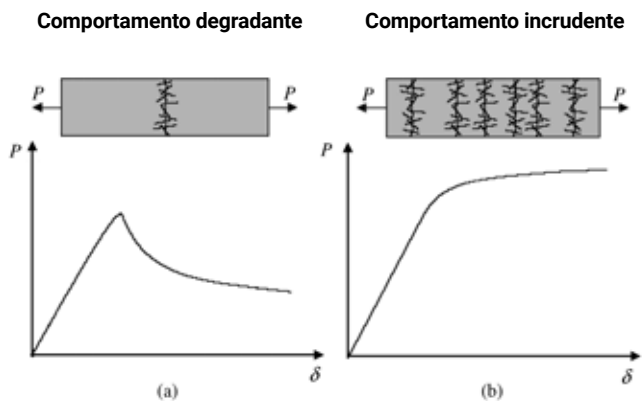 Comportamento degradante
Comportamento incrudente
P
P
P
P
P
P
δ
δ
(a)
(b)